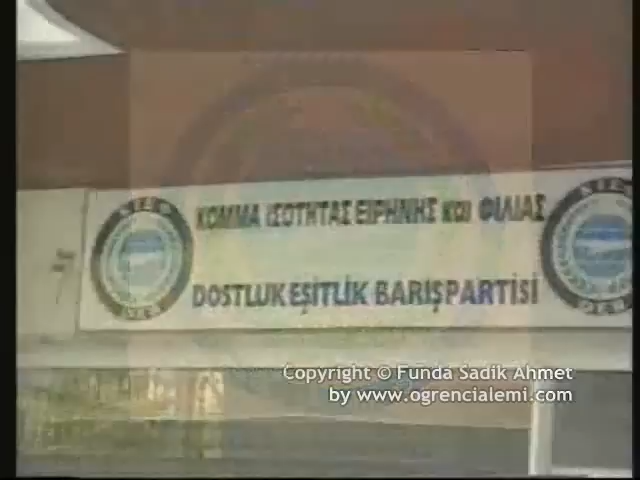 ΚΟΜΜΑ ΙΣΟΤΗΤΑΣ ΕΙΡΗΝΗΣ και ΦΙΛΙΑΣ
DOSTLUK EŞİTLİK BARIŞ PARTİSİ
Copyright © Funda Sadik Ahmet
by www.ogrencialemi.com